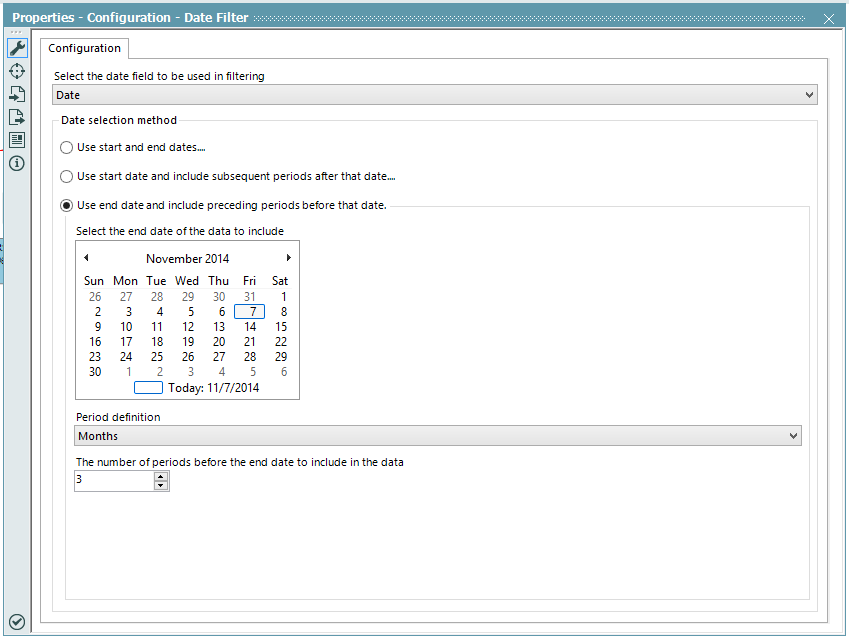 Properties - Configuration - Date Filter
Configuration
Select the date field to be used in filtering
Date
Date selection method
Use start and end dates....
Use start date and include subsequent periods after that date....
Use end date and include preceding periods before that date.
Select the end date of the data to include
November 2014
Sun Mon Tue Wed Thu Fri Sat
26 27 28 29 30 31 1
2 3 4 5 6 7 8
9 10 11 12 13 14 15
16 17 18 19 20 21 22
23 24 25 26 27 28 29
30 1 2 3 4 5 6
Today: 11/7/2014
Period definition
Months
The number of periods before the end date to include in the data
3